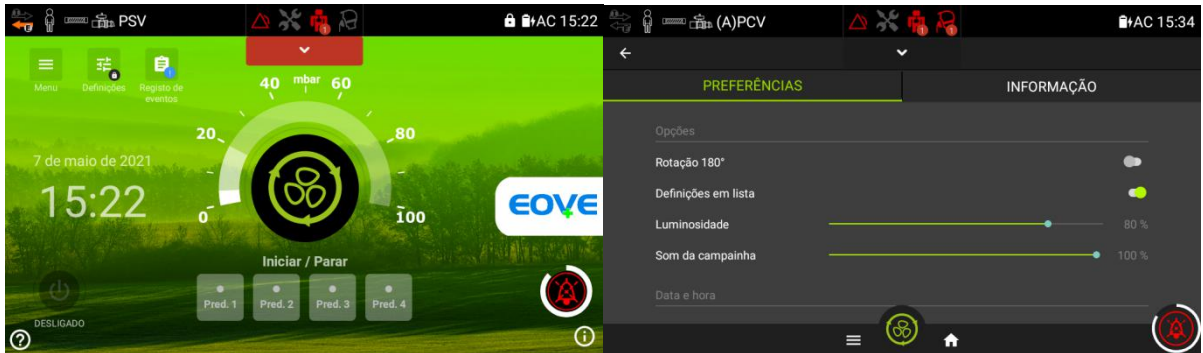 PSV
AC 15:22
Menu
Definições
Registo de
eventos
40 mbar 60
20
80
0
100
7 de maio de 2021
15:22
EOVE
Iniciar / Parar
Pred. 1
Pred. 2
Pred. 3
Pred. 4
DESLIGADO
?
i
(A)PCV
1
1
AC 15:34
PREFERÊNCIAS
INFORMAÇÃO
Opções
Rotação 180°
Definições em lista
Luminosidade
80 %
Som da campainha
100 %
Data e hora